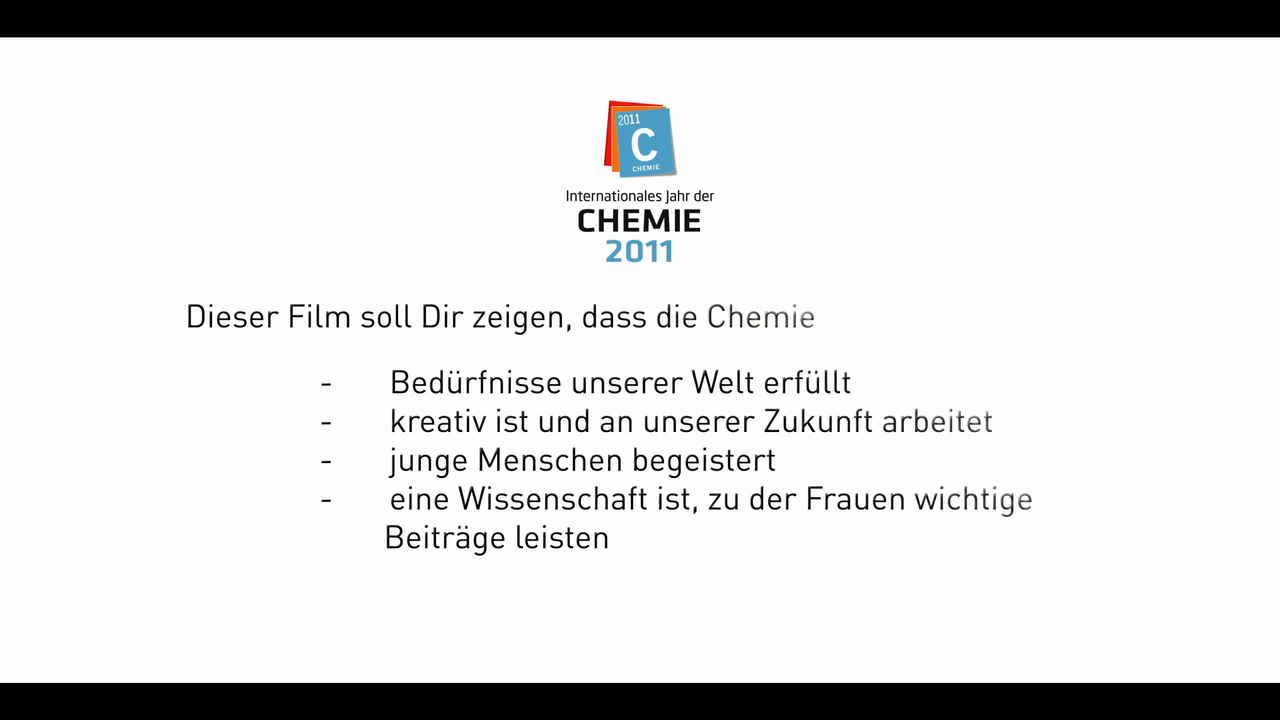 2011
C
CHEMIE
Internationales Jahr der
CHEMIE
2011
Dieser Film soll Dir zeigen, dass die Chemie
- Bedürfnisse unserer Welt erfüllt
- kreativ ist und an unserer Zukunft arbeitet
- junge Menschen begeistert
- eine Wissenschaft ist, zu der Frauen wichtige
Beiträge leisten